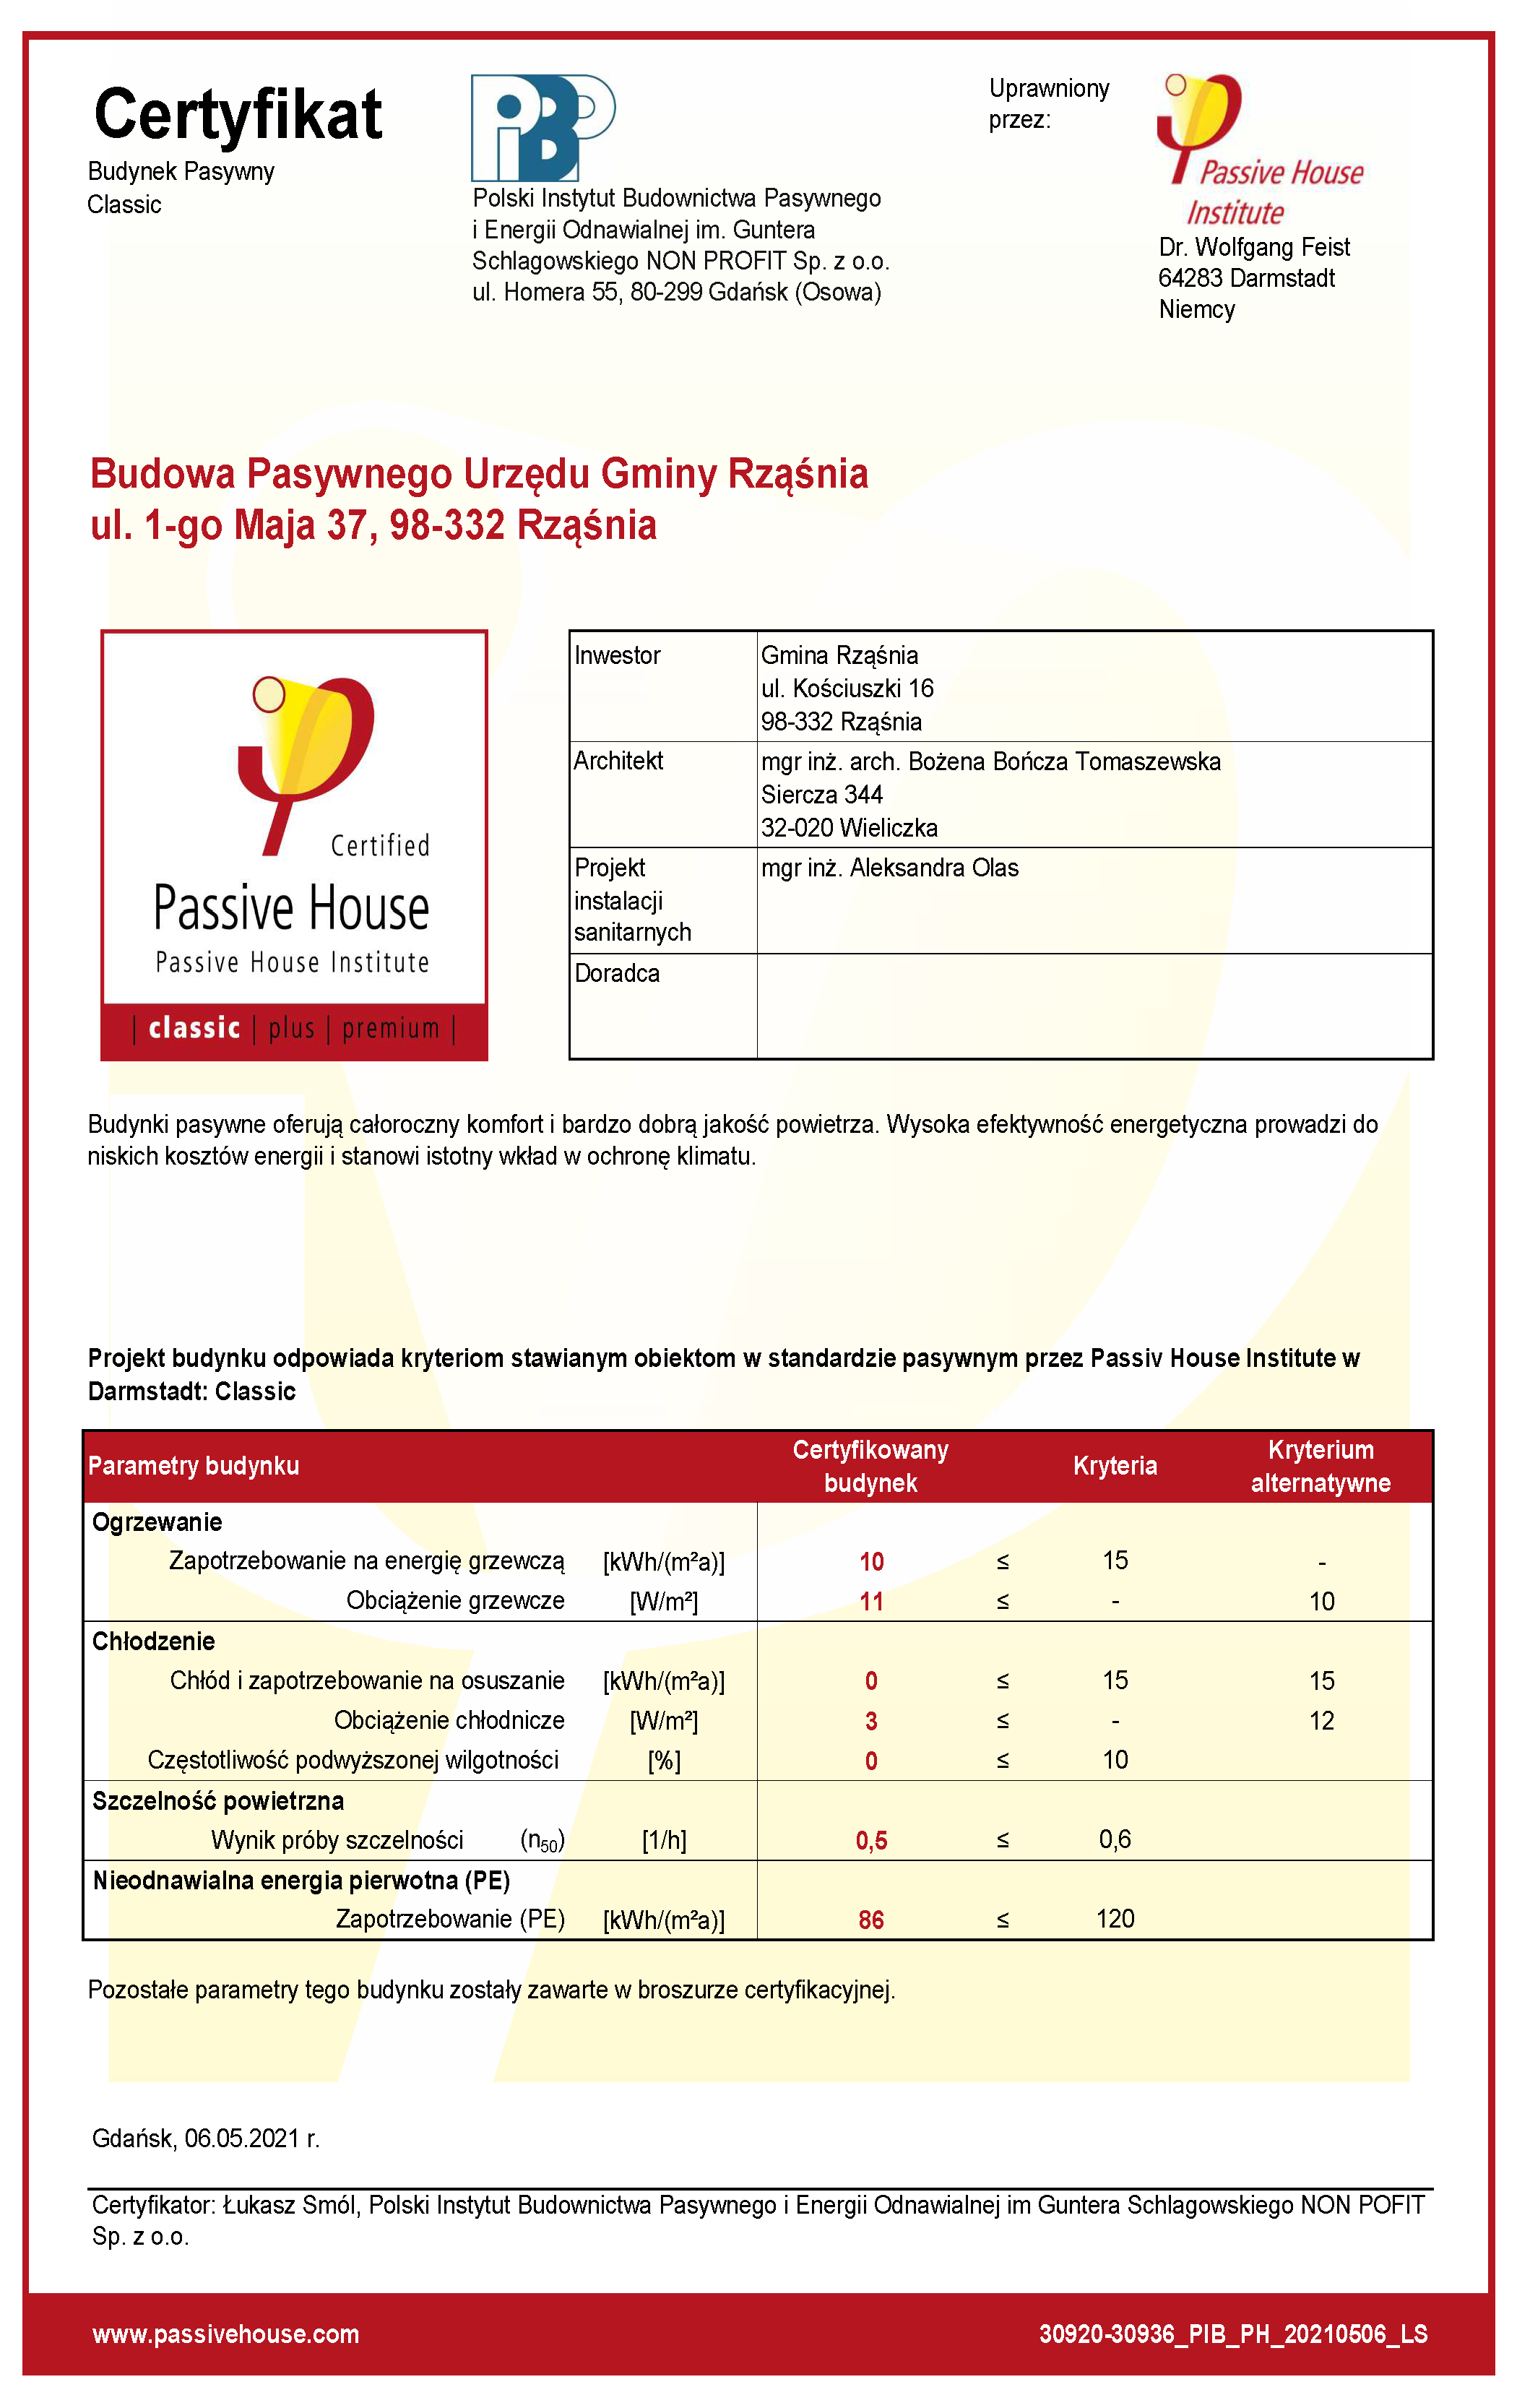 Certyfikat
Budynek Pasywny
Classic
PiBP
Polski Instytut Budownictwa Pasywnego
i Energii Odnawialnej im. Guntera
Schlagowskiego NON PROFIT Sp. z o.o.
ul. Homera 55, 80-299 Gdańsk (Osowa)
Uprawniony
przez:
Passive House
Institute
Dr. Wolfgang Feist
64283 Darmstadt
Niemcy
Budowa Pasywnego Urzędu Gminy Rząśnia
ul. 1-go Maja 37, 98-332 Rząśnia
Certified
Passive House
Passive House Institute
| classic | plus | premium |
Inwestor Gmina Rząśnia
ul. Kościuszki 16
98-332 Rząśnia
Architekt mgr inż. arch. Bożena Bończa Tomaszewska
Siercza 344
32-020 Wieliczka
Projekt mgr inż. Aleksandra Olas
instalacji
sanitarnych
Doradca
Budynki pasywne oferują całoroczny komfort i bardzo dobrą jakość powietrza. Wysoka efektywność energetyczna prowadzi do
niskich kosztów energii i stanowi istotny wkład w ochronę klimatu.
Projekt budynku odpowiada kryteriom stawianym obiektom w standardzie pasywnym przez Passiv House Institute w
Darmstadt: Classic
Parametry budynku Certyfikowany budynek Kryteria Kryterium alternatywne
Ogrzewanie
Zapotrzebowanie na energię grzewczą [kWh/(m²a)] 10 ≤ 15 -
Obciążenie grzewcze [W/m²] 11 ≤ - 10
Chłodzenie
Chłód i zapotrzebowanie na osuszanie [kWh/(m²a)] 0 ≤ 15 15
Obciążenie chłodnicze [W/m²] 3 ≤ - 12
Częstotliwość podwyższonej wilgotności [%] 0 ≤ 10
Szczelność powietrzna
Wynik próby szczelności (n₅₀) [1/h] 0,5 ≤ 0,6
Nieodnawialna energia pierwotna (PE)
Zapotrzebowanie (PE) [kWh/(m²a)] 86 ≤ 120
Pozostałe parametry tego budynku zostały zawarte w broszurze certyfikacyjnej.
Gdańsk, 06.05.2021 r.
Certyfikator: Łukasz Smól, Polski Instytut Budownictwa Pasywnego i Energii Odnawialnej im Guntera Schlagowskiego NON POFIT
Sp. z o.o.
www.passivehouse.com 30920-30936_PIB_PH_20210506_LS